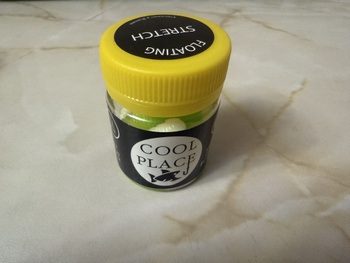 FLOATING
STRETCH
COOL
PLACE